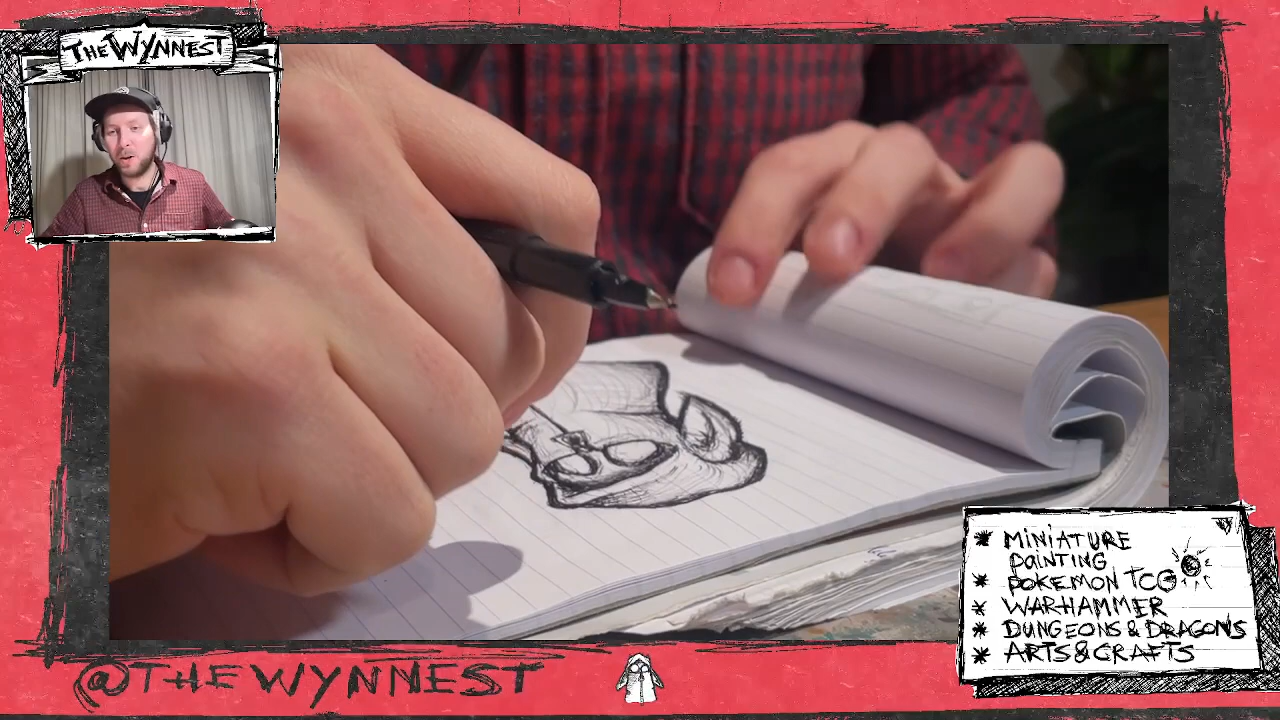 THEWYNNEST
* MINIATURE
PAINTING
* POKEMON TCG
* WARHAMMER
* DUNGEONS & DRAGONS
* ARTS&CRAFTS
@THEWYNNEST